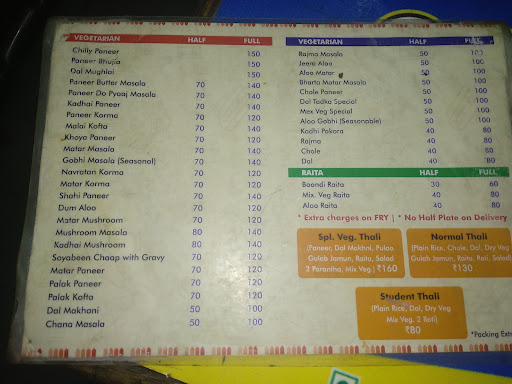 VEGETARIAN HALF FULL
Chilly Paneer 150
Paneer Bhujia 150
Dal Mughlai 150
Paneer Butter Masala 70 140
Paneer Do Pyaaj Masala 70 140
Kadhai Paneer 70 140
Paneer Korma 70 120
Malai Kofta 70 140
Khoya Paneer 70 120
Matar Masala 70 140
Gobhi Masala (Seasonal) 70 140
Navratan Korma 70 120
Matar Korma 70 120
Shahi Paneer 70 140
Dum Aloo 70 120
Matar Mushroom 70 120
Mushroom Masala 80 140
Kadhai Mushroom 80 140
Soyabeen Chaap with Gravy 70 120
Matar Paneer 70 120
Palak Paneer 70 120
Palak Kofta 70 120
Dal Makhani 50 100
Chana Masala 50 100
VEGETARIAN HALF FULL
Rajma Masala 50 100
Jeera Aloo 50 100
Aloo Matar 50 100
Bharta Matar Masala 50 100
Chole Paneer 50 100
Dal Tadka Special 50 100
Mex Veg Special 50 100
Aloo Gobhi (Seasonable) 50 100
Kadhi Pakora 40 80
Rajma 40 80
Chole 40 80
Dal 40 80
RAITA HALF FULL
Boondi Raita 30 60
Mix. Veg Raita 40 80
Aloo Raita 40 80
* Extra charges on FRY | * No Half Plate on Delivery
Spl. Veg. Thali
(Paneer, Dal Makhni, Pulao
Gulab Jamun, Raita, Salad
2 Parantha, Mix Veg) ₹160
Normal Thali
(Plain Rice, Chole, Dal, Dry Veg
Gulab Jamun, Raita, Roti, Salad)
₹130
Student Thali
(Plain Rice, Dal, Dry Veg
Mix Veg. 2 Roti)
₹80
*Packing Extra